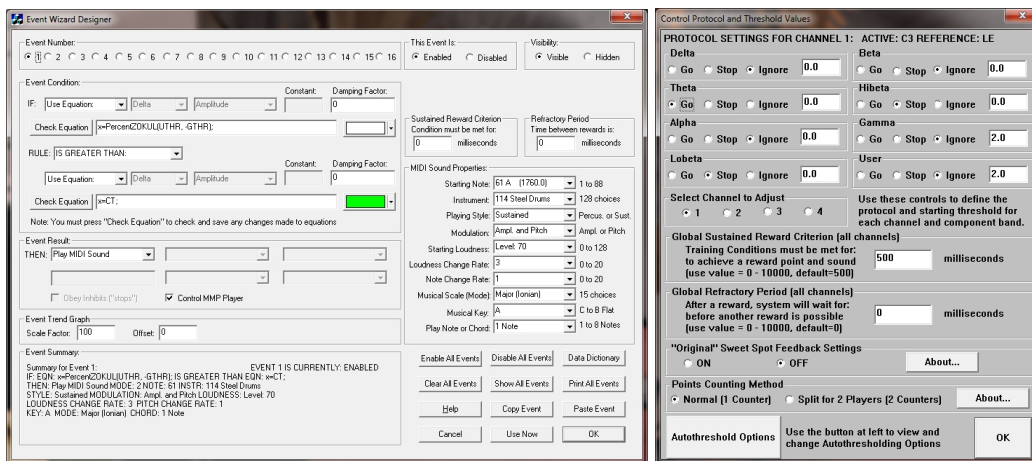 Event Wizard Designer
Event Number:
1 2 3 4 5 6 7 8 9 10 11 12 13 14 15 16
This Event Is:
Enabled Disabled
Visibility:
Visible Hidden
Event Condition:
Constant: Damping Factor:
IF: Use Equation: Delta Amplitude 0
Check Equation x=PercentZOKUL(UTHR, -GTHR);
RULE: IS GREATER THAN:
Constant: Damping Factor:
Use Equation: Delta Amplitude 0
Check Equation x=CT;
Note: You must press "Check Equation" to check and save any changes made to equations
Event Result:
THEN: Play MIDI Sound
Obey Inhibits ("stops") Control MMP Player
Event Trend Graph
Scale Factor: 100 Offset: 0
Event Summary:
Summary for Event 1: EVENT 1 IS CURRENTLY: ENABLED
IF: EQN: x=PercentZOKUL(UTHR, -GTHR); IS GREATER THAN EQN: x=CT;
THEN: Play MIDI Sound MODE: 2 NOTE: 61 INSTR: 114 Steel Drums
STYLE: Sustained MODULATION: Ampl. and Pitch LOUDNESS: Level: 70
LOUDNESS CHANGE RATE: 3 PITCH CHANGE RATE: 1
KEY: A MODE: Major (Ionian) CHORD: 1 Note
Sustained Reward Criterion
Condition must be met for:
0 milliseconds
Refractory Period
Time between rewards is:
0 milliseconds
MIDI Sound Properties:
Starting Note: 61 A (1760.0) 1 to 88
Instrument: 114 Steel Drums 128 choices
Playing Style: Sustained Percus. or Sust.
Modulation: Ampl. and Pitch Ampl. or Pitch
Starting Loudness: Level: 70 0 to 128
Loudness Change Rate: 3 0 to 20
Note Change Rate: 1 0 to 20
Musical Scale (Mode): Major (Ionian) 15 choices
Musical Key: A C to B Flat
Play Note or Chord: 1 Note 1 to 8 Notes
Enable All Events Disable All Events Data Dictionary
Clear All Events Show All Events Print All Events
Help Copy Event Paste Event
Cancel Use Now OK
Control Protocol and Threshold Values
PROTOCOL SETTINGS FOR CHANNEL 1: ACTIVE: C3 REFERENCE: LE
Delta
Go Stop Ignore 0.0
Beta
Go Stop Ignore 0.0
Theta
Go Stop Ignore 0.0
Hibeta
Go Stop Ignore 0.0
Alpha
Go Stop Ignore 0.0
Gamma
Go Stop Ignore 2.0
Lobeta
Go Stop Ignore 0.0
User
Go Stop Ignore 2.0
Select Channel to Adjust
1 2 3 4
Use these controls to define the
protocol and starting threshold for
each channel and component band.
Global Sustained Reward Criterion (all channels)
Training Conditions must be met for:
to achieve a reward point and sound
(use value = 0 - 10000, default=500)
500 milliseconds
Global Refractory Period (all channels)
After a reward, system will wait for:
before another reward is possible
(use value = 0 - 10000, default=0)
0 milliseconds
"Original" Sweet Spot Feedback Settings
ON OFF About...
Points Counting Method
Normal (1 Counter) Split for 2 Players (2 Counters) About...
Autothreshold Options
Use the button at left to view and
change Autothresholding Options
OK